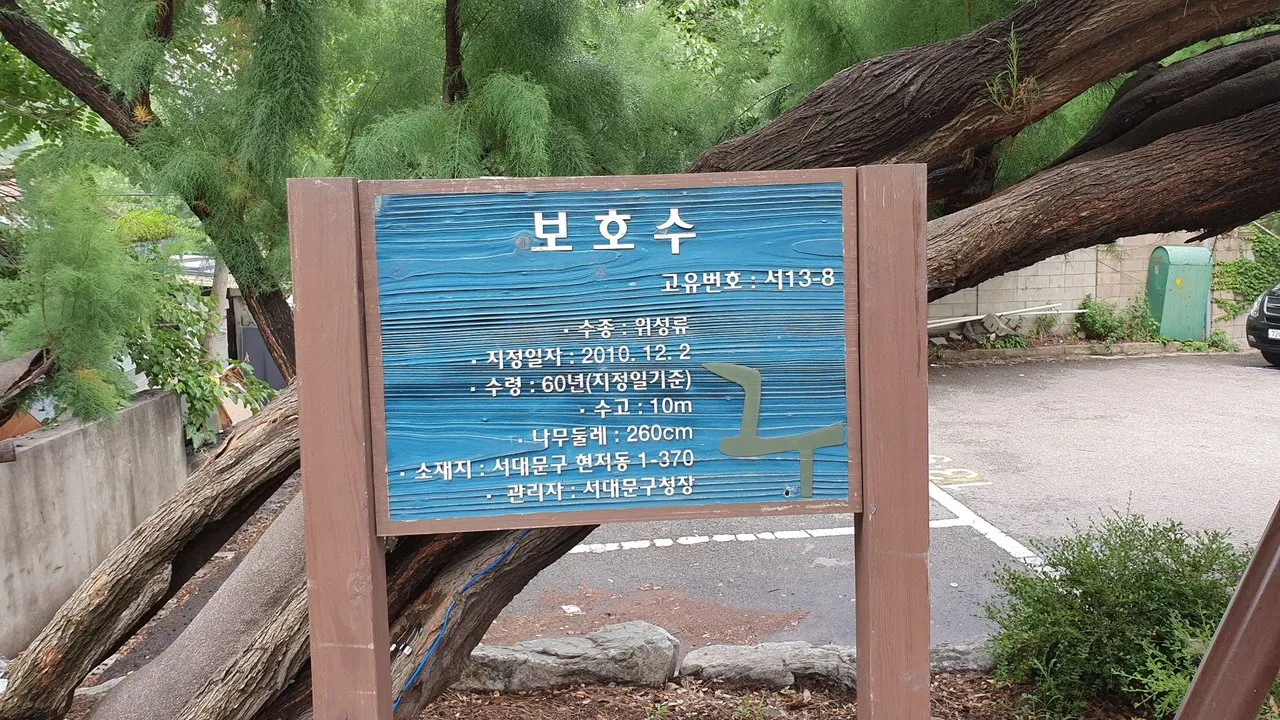 보호수
고유번호 : 서13-8
· 수종 : 위성류
· 지정일자 : 2010. 12. 2
· 수령 : 60년(지정일기준)
· 수고 : 10m
· 나무둘레 : 260cm
· 소재지 : 서대문구 현저동 1-370
· 관리자 : 서대문구청장